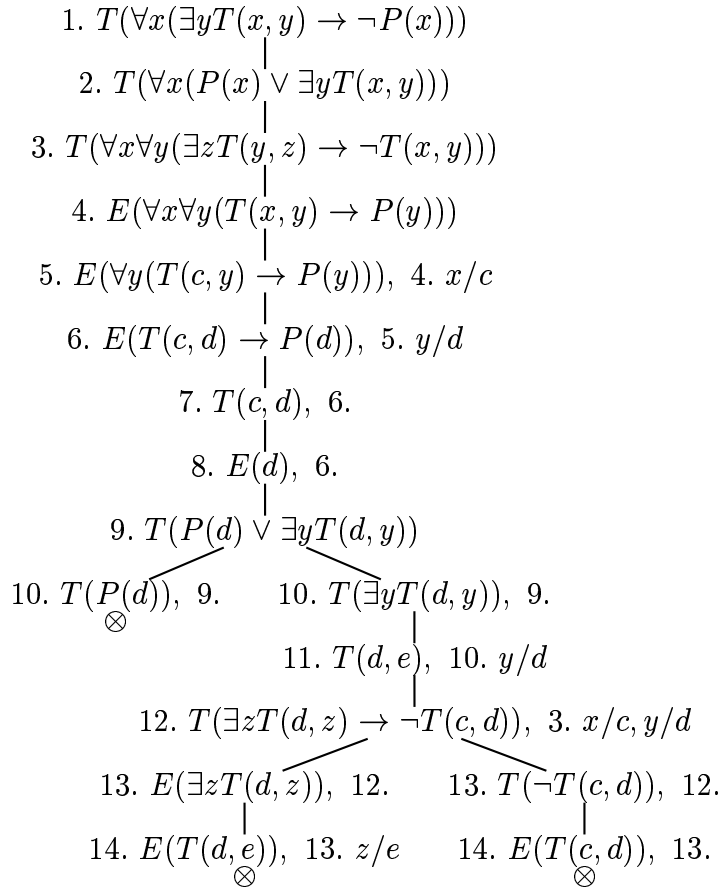 1. T(∀x(∃yT(x, y) → ¬P(x)))
2. T(∀x(P(x) ∨ ∃yT(x, y)))
3. T(∀x∀y(∃zT(y, z) → ¬T(x, y)))
4. E(∀x∀y(T(x, y) → P(y)))
5. E(∀y(T(c, y) → P(y))), 4. x/c
6. E(T(c, d) → P(d)), 5. y/d
7. T(c, d), 6.
8. E(d), 6.
9. T(P(d) ∨ ∃yT(d, y))
10. T(P(d)), 9. 10. T(∃yT(d, y)), 9.
⊗
11. T(d, e), 10. y/d
12. T(∃zT(d, z) → ¬T(c, d)), 3. x/c, y/d
13. E(∃zT(d, z)), 12. 13. T(¬T(c, d)), 12.
14. E(T(d, e)), 13. z/e 14. E(T(c, d)), 13.
⊗ ⊗